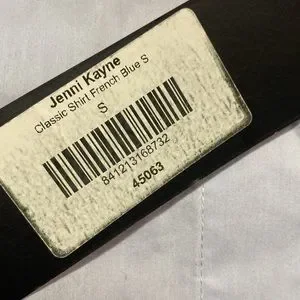 Jenni Kayne
Classic Shirt French Blue S
S
841213168732
45063